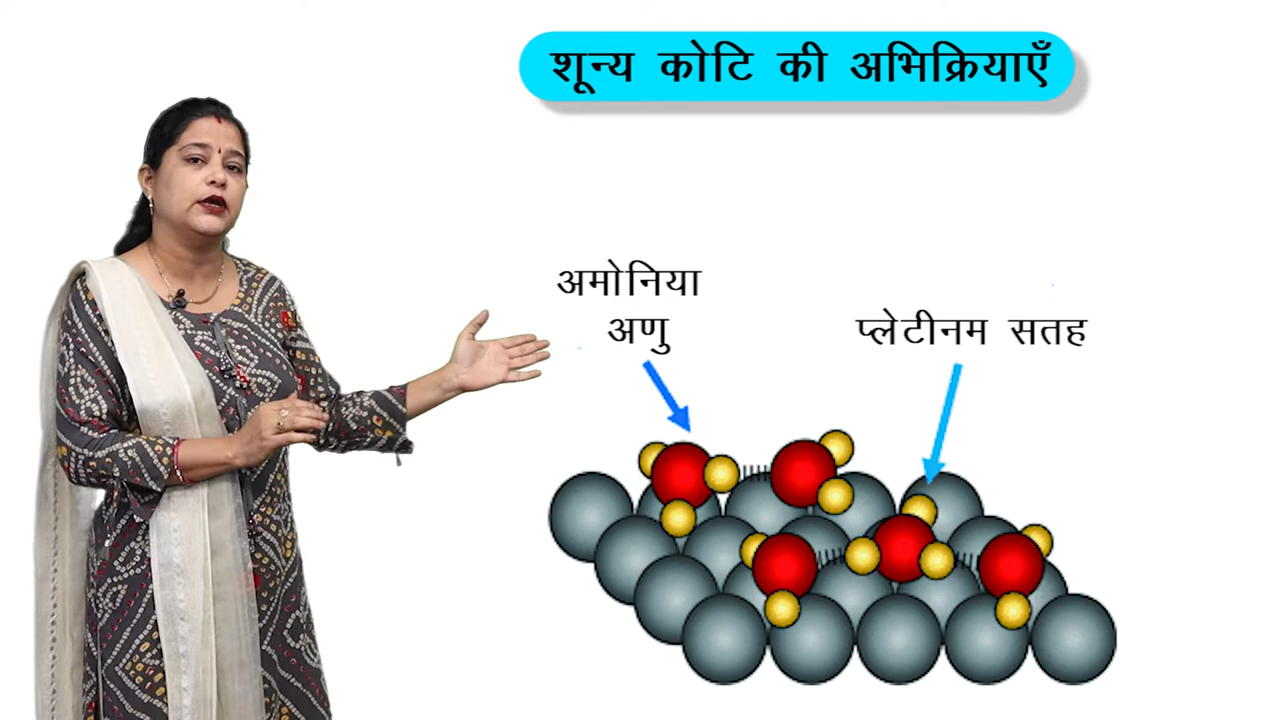 शून्य कोटि की अभिक्रियाएँ
अमोनिया
अणु
प्लेटीनम सतह